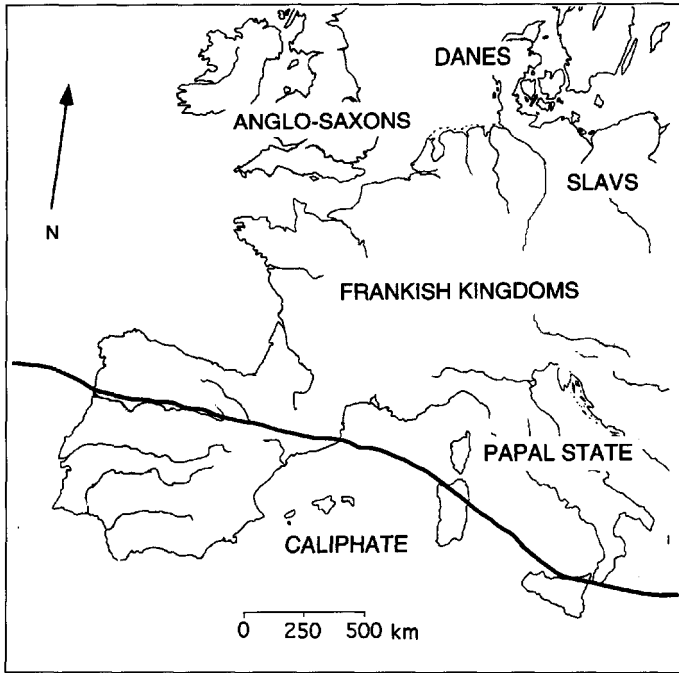 DANES
ANGLO-SAXONS
SLAVS
N
FRANKISH KINGDOMS
PAPAL STATE
CALIPHATE
0 250 500 km